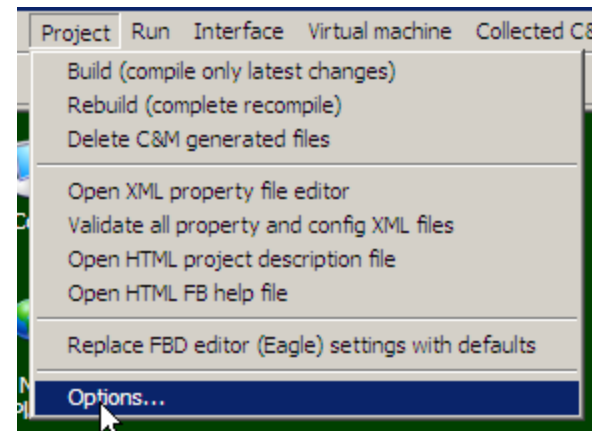 Project Run Interface Virtual machine Collected C&
Build (compile only latest changes)
Rebuild (complete recompile)
Delete C&M generated files
Open XML property file editor
Validate all property and config XML files
Open HTML project description file
Open HTML FB help file
Replace FBD editor (Eagle) settings with defaults
Options...